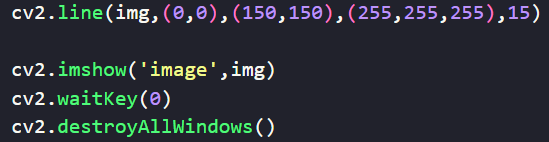 cv2.line(img,(0,0),(150,150),(255,255,255),15)
cv2.imshow('image',img)
cv2.waitKey(0)
cv2.destroyAllWindows()